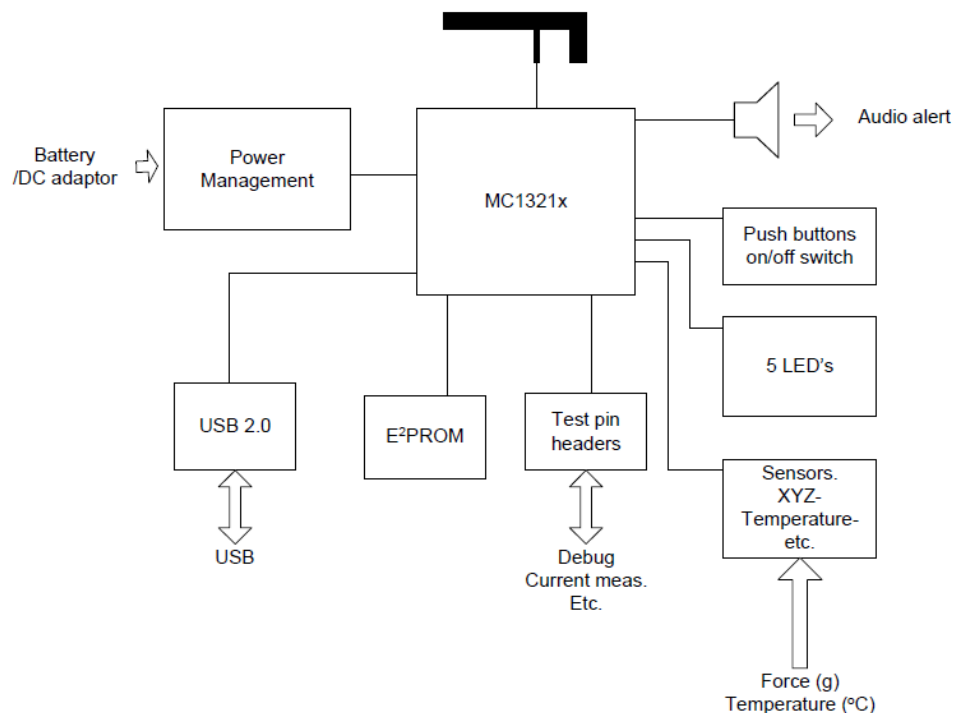 Battery
/DC adaptor
Power
Management
MC1321x
Audio alert
Push buttons
on/off switch
5 LED's
USB 2.0
E²PROM
Test pin
headers
Sensors.
XYZ-
Temperature-
etc.
USB
Debug
Current meas.
Etc.
Force (g)
Temperature (ºC)